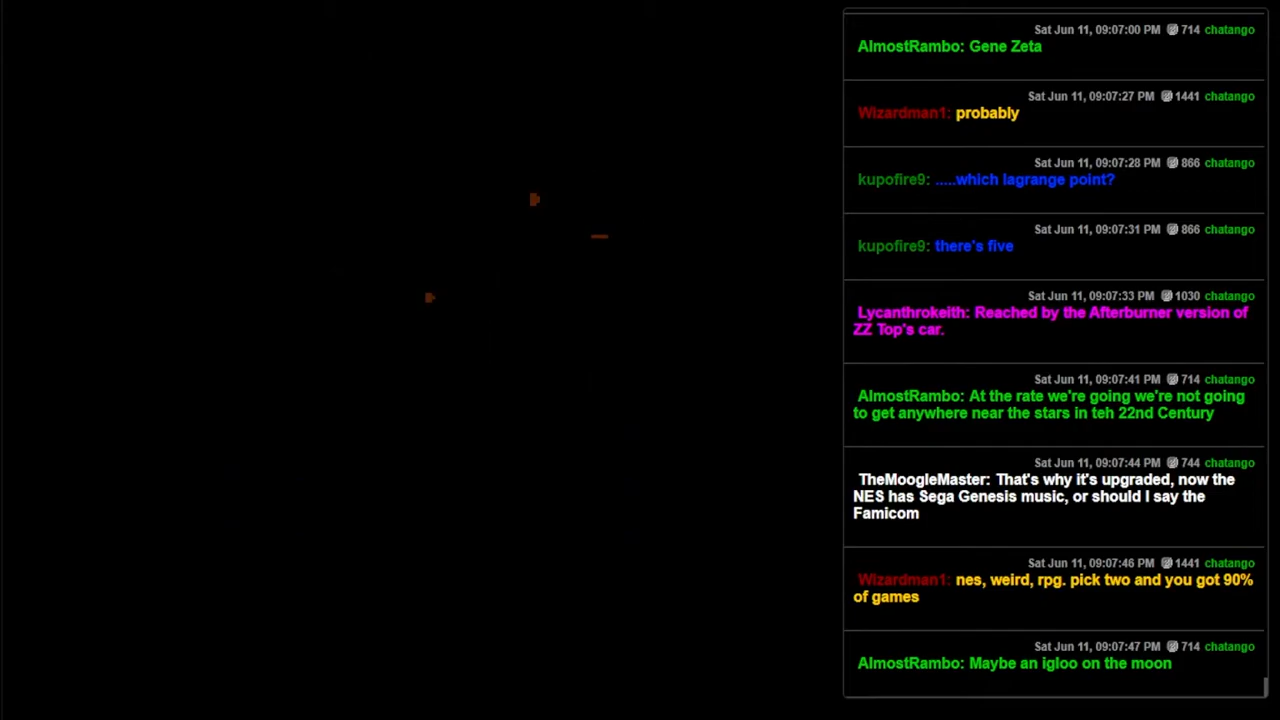 Sat Jun 11, 09:07:00 PM 714 chatango
AlmostRambo: Gene Zeta
Sat Jun 11, 09:07:27 PM 1441 chatango
Wizardman1: probably
Sat Jun 11, 09:07:28 PM 866 chatango
kupofire9: .....which lagrange point?
Sat Jun 11, 09:07:31 PM 866 chatango
kupofire9: there's five
Sat Jun 11, 09:07:33 PM 1030 chatango
Lycanthrokeith: Reached by the Afterburner version of
ZZ Top's car.
Sat Jun 11, 09:07:41 PM 714 chatango
AlmostRambo: At the rate we're going we're not going
to get anywhere near the stars in teh 22nd Century
Sat Jun 11, 09:07:44 PM 744 chatango
TheMoogleMaster: That's why it's upgraded, now the
NES has Sega Genesis music, or should I say the
Famicom
Sat Jun 11, 09:07:46 PM 1441 chatango
Wizardman1: nes, weird, rpg. pick two and you got 90%
of games
Sat Jun 11, 09:07:47 PM 714 chatango
AlmostRambo: Maybe an igloo on the moon